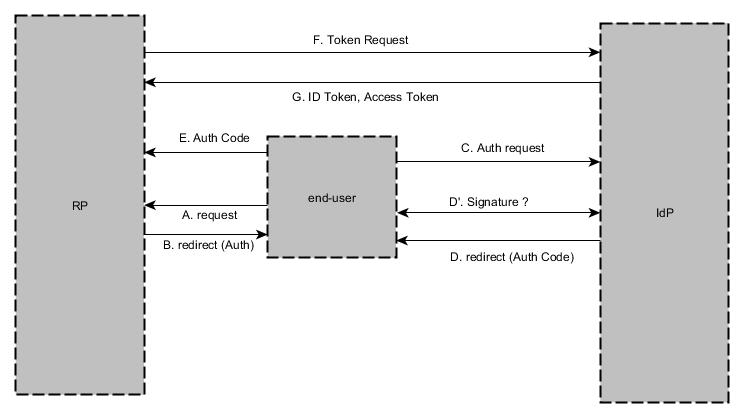 F. Token Request
G. ID Token, Access Token
E. Auth Code
C. Auth request
RP
end-user
D'. Signature ?
IdP
A. request
B. redirect (Auth)
D. redirect (Auth Code)